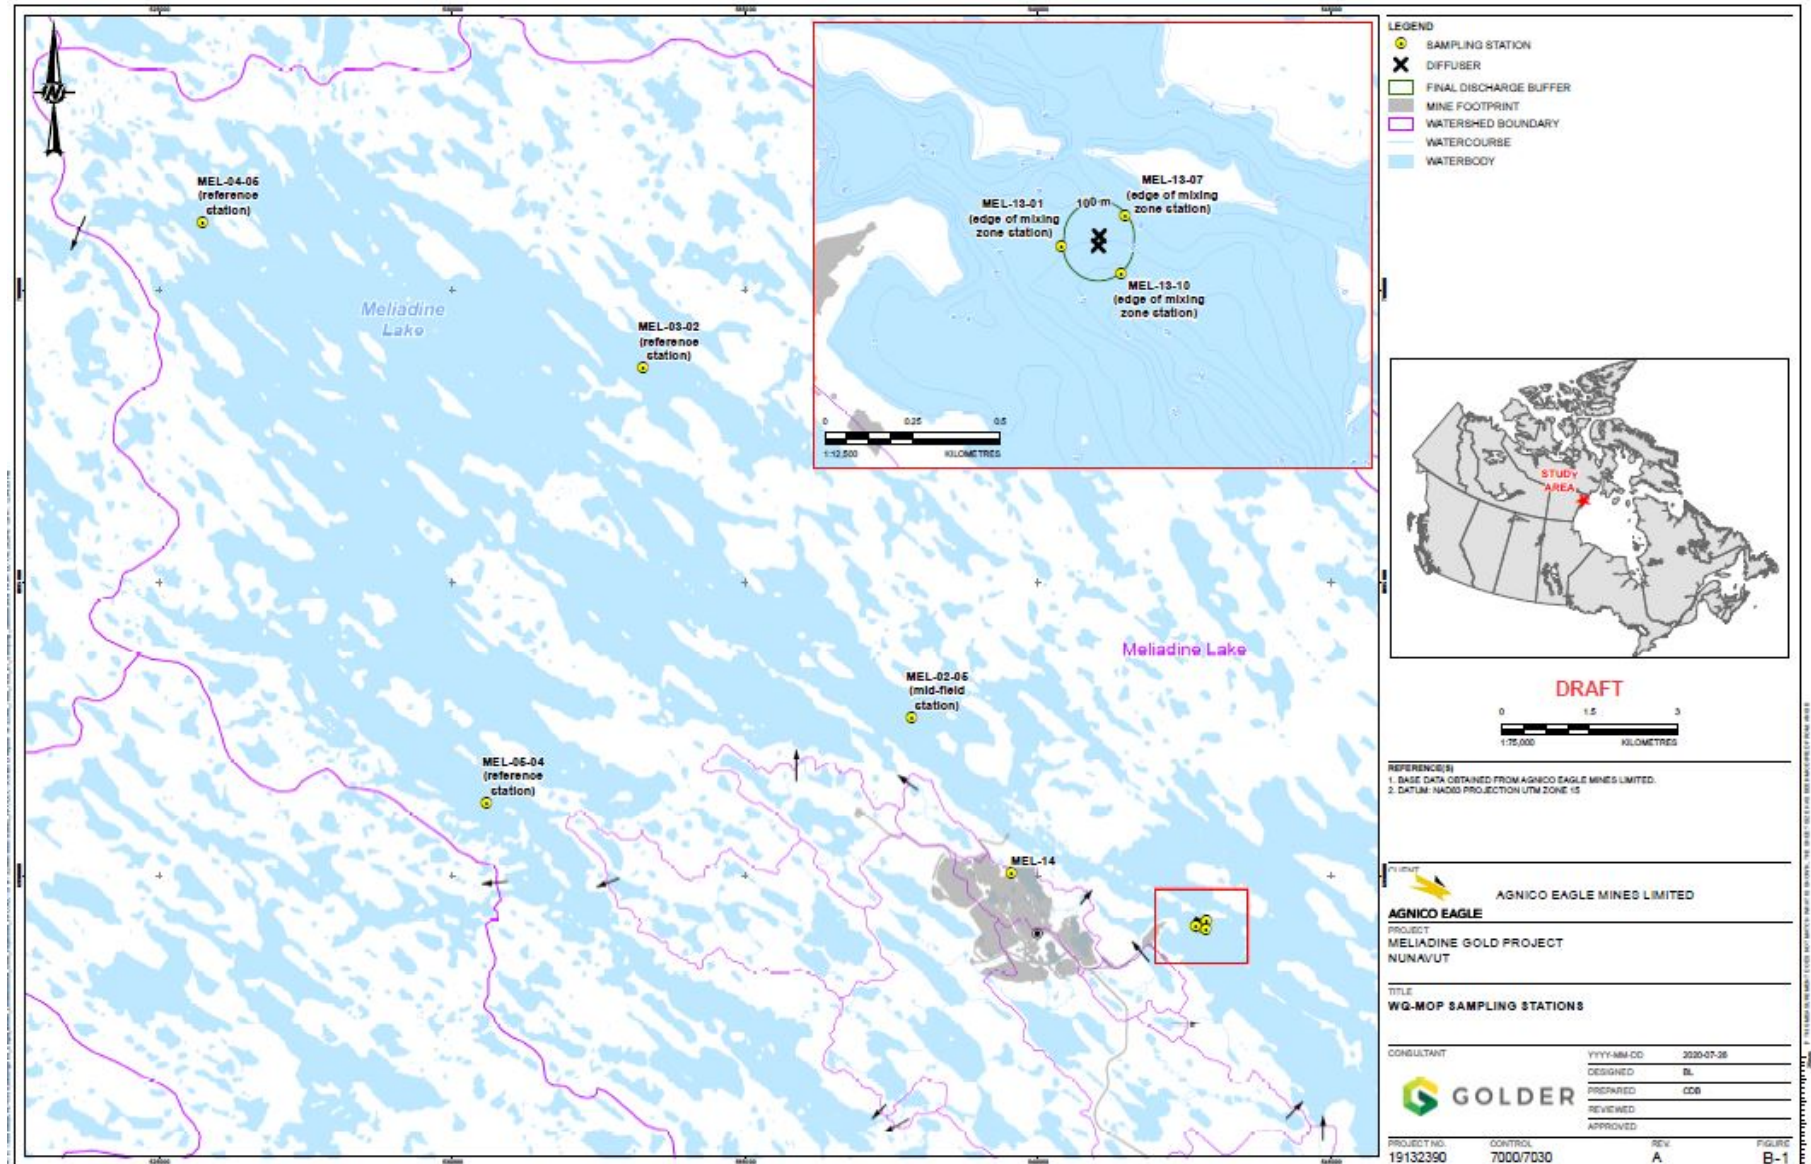 N
MEL-04-05
(reference
station)
Meliadine
Lake
MEL-03-02
(reference
station)
MEL-13-07
(edge of mixing
zone station)
MEL-13-01
(edge of mixing
zone station)
100 m
MEL-13-10
(edge of mixing
zone station)
0 0.25 0.5
1:12,500 KILOMETRES
Meliadine Lake
MEL-02-05
(mid-field
station)
MEL-05-04
(reference
station)
MEL-14
LEGEND
SAMPLING STATION
DIFFUSER
FINAL DISCHARGE BUFFER
MINE FOOTPRINT
WATERSHED BOUNDARY
WATERCOURSE
WATERBODY
STUDY
AREA
DRAFT
0 1.5 3
1:75,000 KILOMETRES
REFERENCE(S)
1. BASE DATA OBTAINED FROM AGNICO EAGLE MINES LIMITED.
2. DATUM: NAD83 PROJECTION UTM ZONE 15
CLIENT
AGNICO EAGLE MINES LIMITED
AGNICO EAGLE
PROJECT
MELIADINE GOLD PROJECT
NUNAVUT
TITLE
WQ-MOP SAMPLING STATIONS
CONSULTANT
GOLDER
YYYY-MM-DD 2020-07-28
DESIGNED BL
PREPARED CDB
REVIEWED
APPROVED
PROJECT NO. CONTROL REV. FIGURE
19132390 7000/7030 A B-1